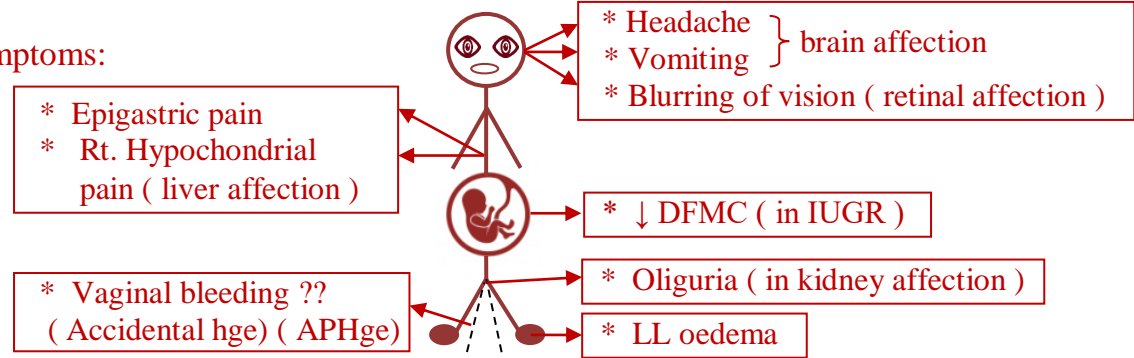 * Headache
* Vomiting
brain affection
* Blurring of vision ( retinal affection )
mptoms:
* Epigastric pain
* Rt. Hypochondrial
pain ( liver affection )
* ↓ DFMC ( in IUGR )
* Oliguria ( in kidney affection )
* Vaginal bleeding ??
( Accidental hge) ( APHge)
* LL oedema